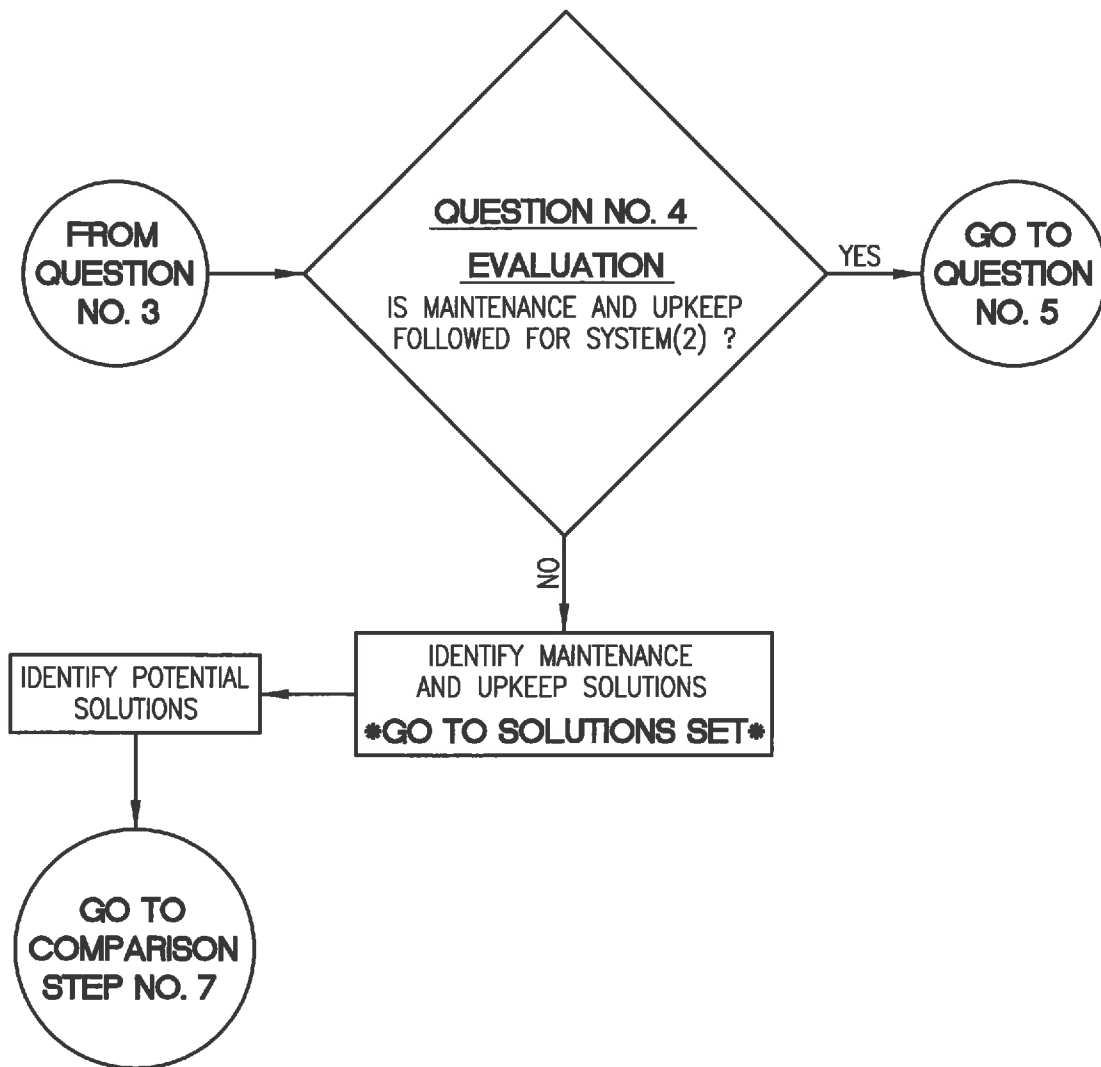 FROM
QUESTION
NO. 3
QUESTION NO. 4
EVALUATION
IS MAINTENANCE AND UPKEEP
FOLLOWED FOR SYSTEM(2) ?
YES
GO TO
QUESTION
NO. 5
NO
IDENTIFY MAINTENANCE
AND UPKEEP SOLUTIONS
*GO TO SOLUTIONS SET*
IDENTIFY POTENTIAL
SOLUTIONS
GO TO
COMPARISON
STEP NO. 7